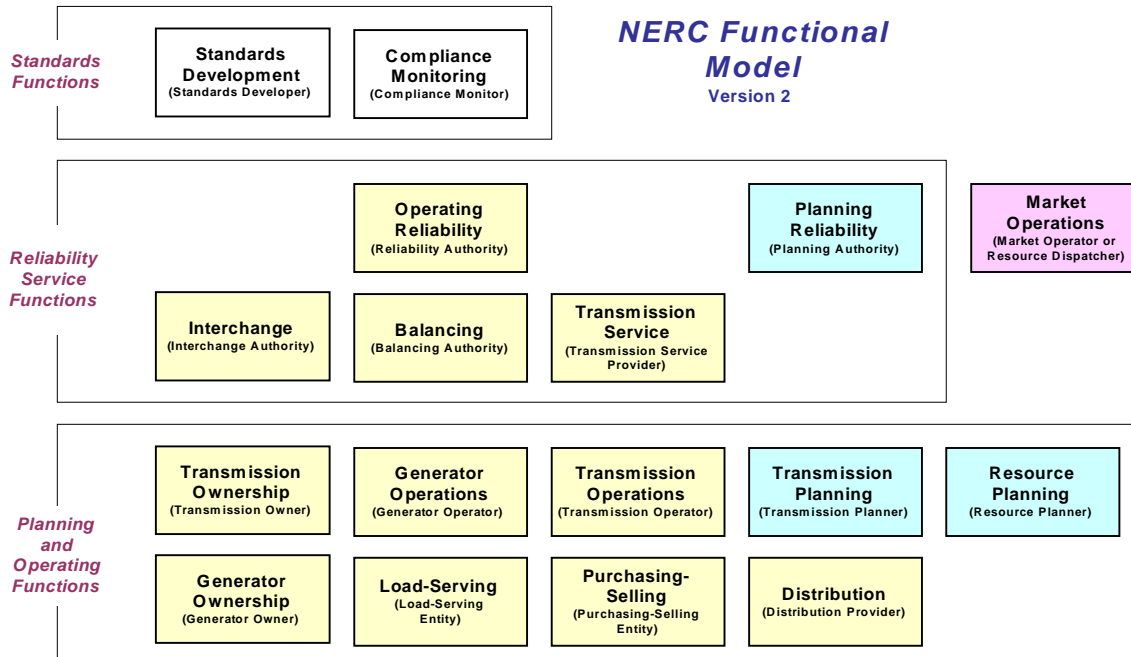 NERC Functional
Model
Version 2
Standards
Functions
Standards
Development
(Standards Developer)
Compliance
Monitoring
(Compliance Monitor)
Reliability
Service
Functions
Operating
Reliability
(Reliability Authority)
Planning
Reliability
(Planning Authority)
Market
Operations
(Market Operator or
Resource Dispatcher)
Interchange
(Interchange Authority)
Balancing
(Balancing Authority)
Transmission
Service
(Transmission Service
Provider)
Planning
and
Operating
Functions
Transmission
Ownership
(Transmission Owner)
Generator
Operations
(Generator Operator)
Transmission
Operations
(Transmission Operator)
Transmission
Planning
(Transmission Planner)
Resource
Planning
(Resource Planner)
Generator
Ownership
(Generator Owner)
Load-Serving
(Load-Serving
Entity)
Purchasing-
Selling
(Purchasing-Selling
Entity)
Distribution
(Distribution Provider)